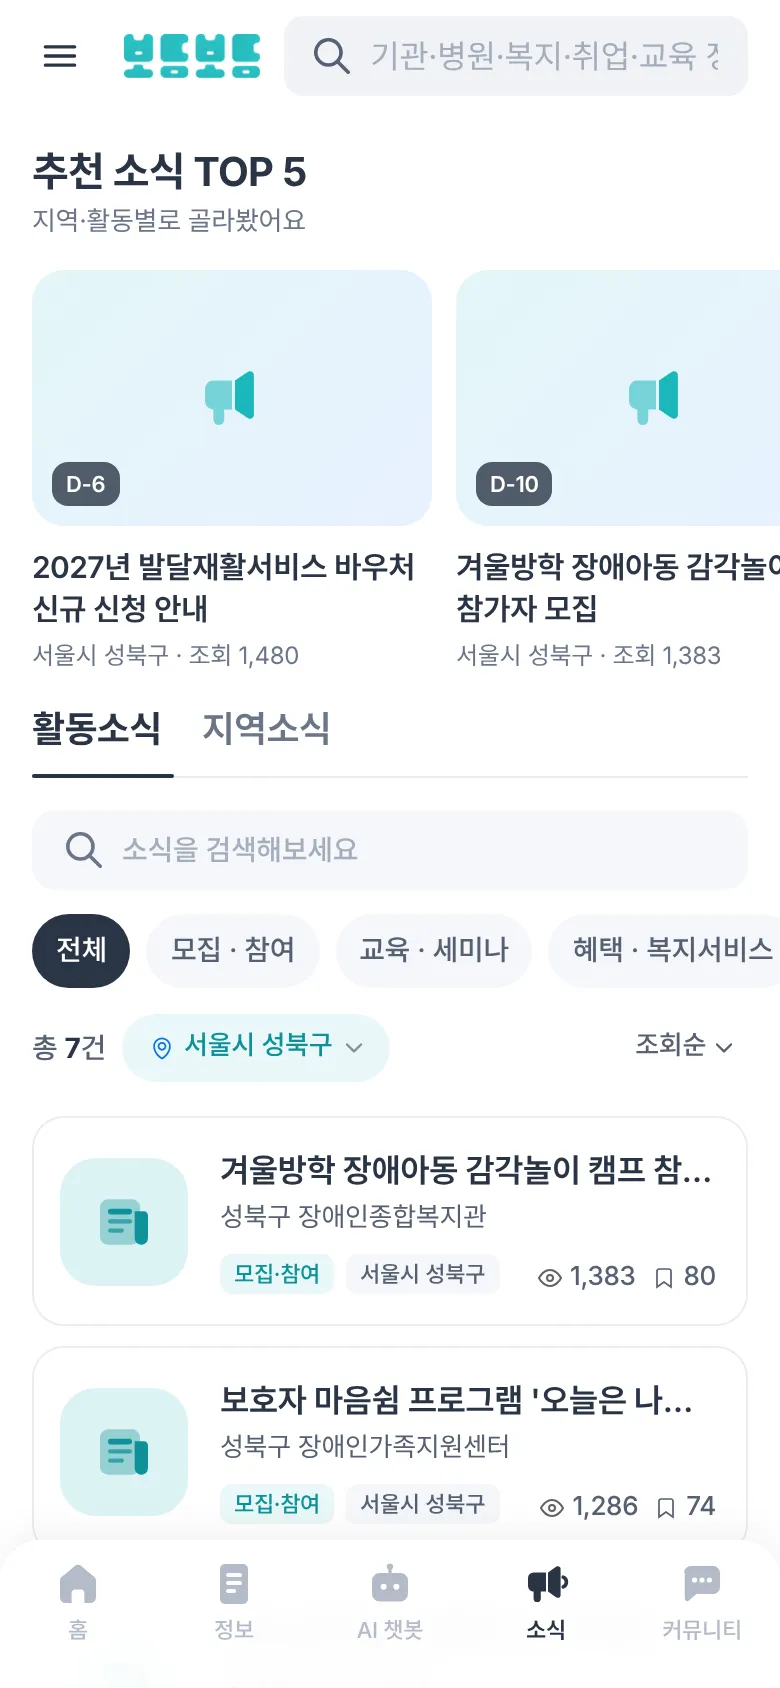 보듬보듬
기관·병원·복지·취업·교육
추천 소식 TOP 5
지역·활동별로 골라봤어요
D-6
D-10
2027년 발달재활서비스 바우처
신규 신청 안내
서울시 성북구 · 조회 1,480
겨울방학 장애아동 감각놀이
참가자 모집
서울시 성북구 · 조회 1,383
활동소식
지역소식
소식을 검색해보세요
전체
모집 · 참여
교육 · 세미나
혜택 · 복지서비스
총 7건
서울시 성북구
조회순
겨울방학 장애아동 감각놀이 캠프 참...
성북구 장애인종합복지관
모집·참여
서울시 성북구
1,383
80
보호자 마음쉼 프로그램 '오늘은 나...
성북구 장애인가족지원센터
모집·참여
서울시 성북구
1,286
74
홈
정보
AI 챗봇
소식
커뮤니티